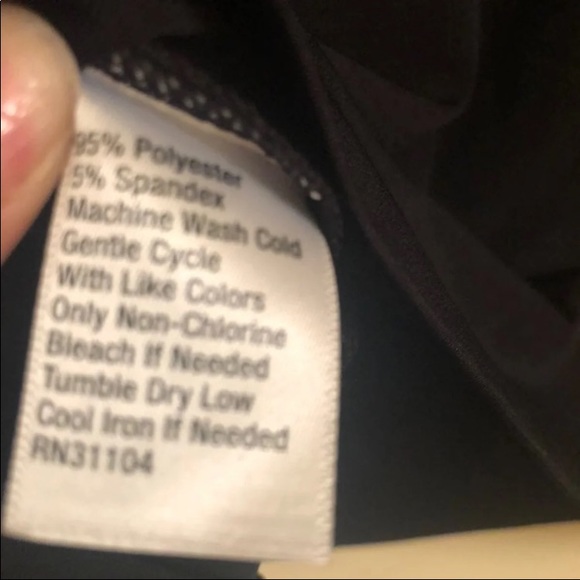 95% Polyester
5% Spandex
Machine Wash Cold
Gentle Cycle
With Like Colors
Only Non-Chlorine
Bleach If Needed
Tumble Dry Low
Cool Iron If Needed
RN31104